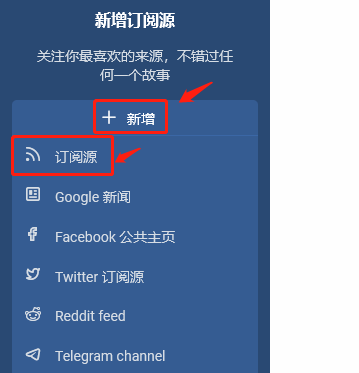 新增订阅源
关注你最喜欢的来源，不错过任
何一个故事
新增
订阅源
Google 新闻
Facebook 公共主页
Twitter 订阅源
Reddit feed
Telegram channel